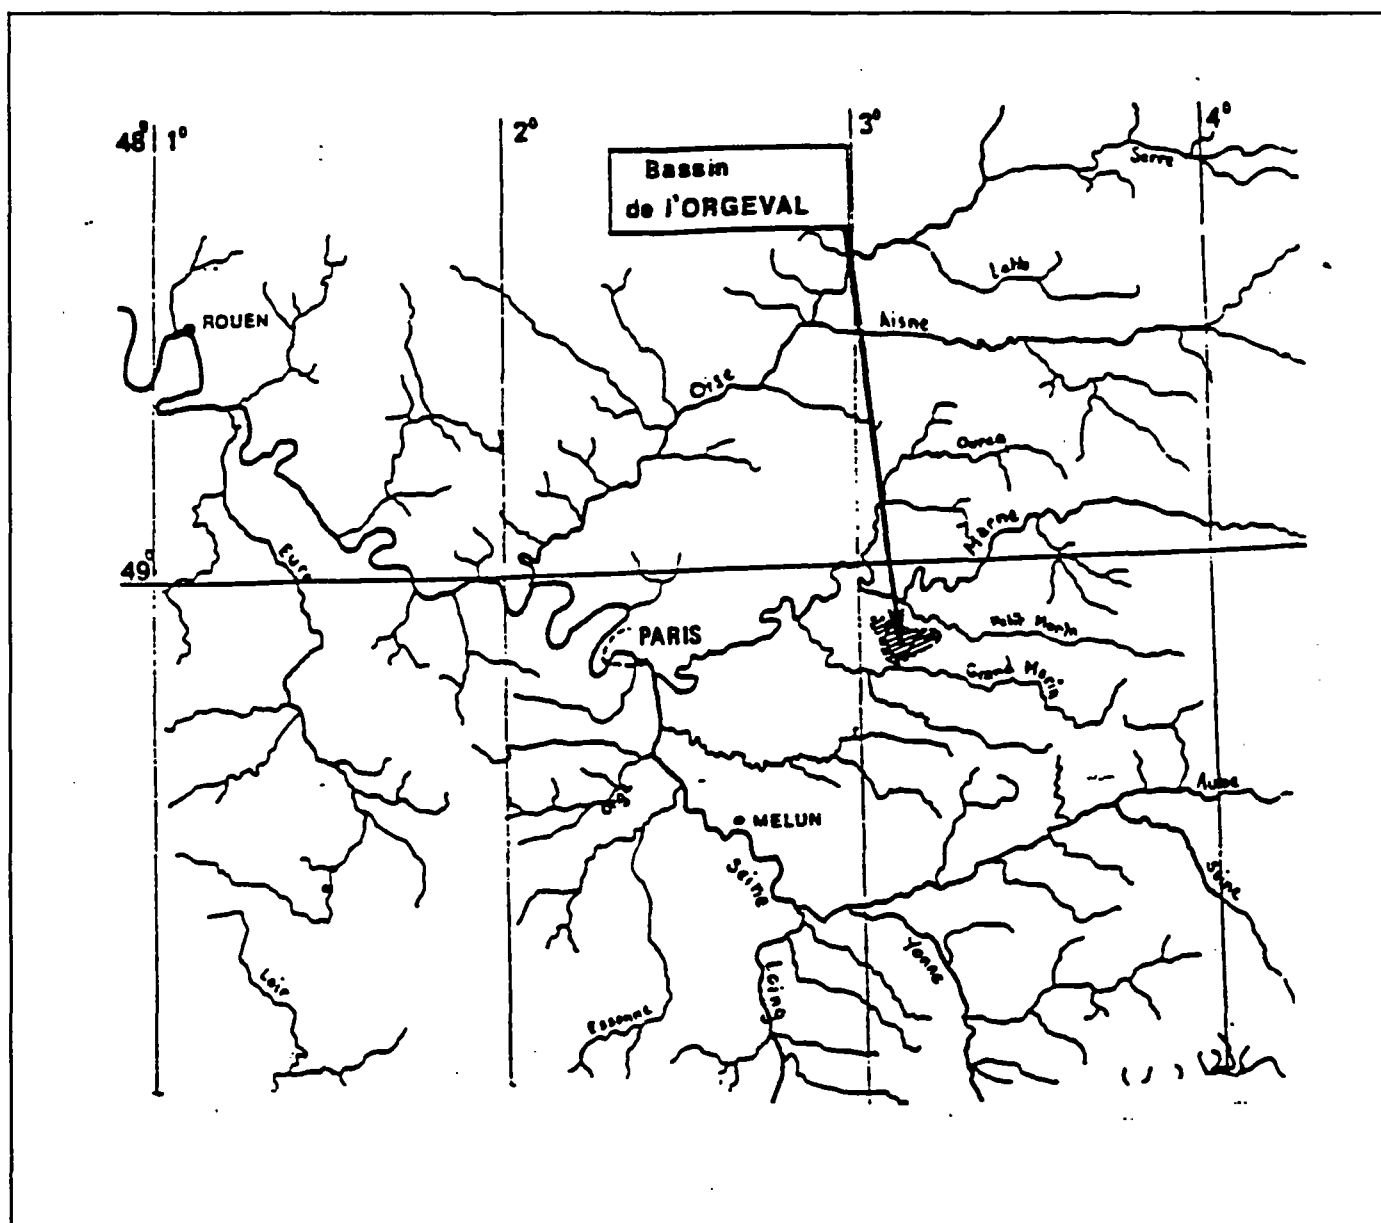 48° 1°
2°
3°
4°
Serre
Bassin
de l'ORGEVAL
ROUEN
Aisne
Oise
Ourcq
Marne
49°
Eure
PARIS
Petit Morin
Grand Morin
Aube
Orge
MELUN
Seine
Seine
Yonne
Loing
Loir
Essonne